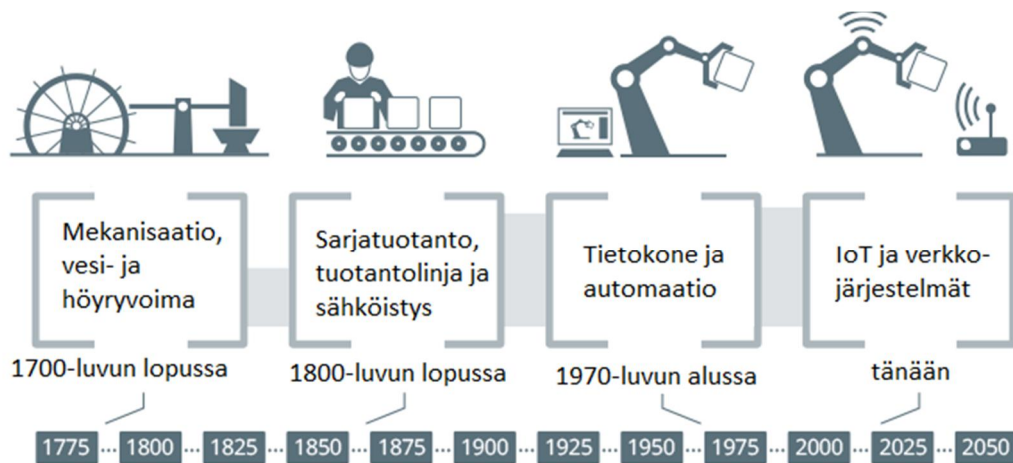 Mekanisaatio,
vesi- ja
höyryvoima
Sarjatuotanto,
tuotantolinja ja
sähköistys
Tietokone ja
automaatio
IoT ja verkko-
järjestelmät
1700-luvun lopussa
1800-luvun lopussa
1970-luvun alussa
tänään
1775 ... 1800 ... 1825 ... 1850 ... 1875 ... 1900 ... 1925 ... 1950 ... 1975 ... 2000 ... 2025 ... 2050